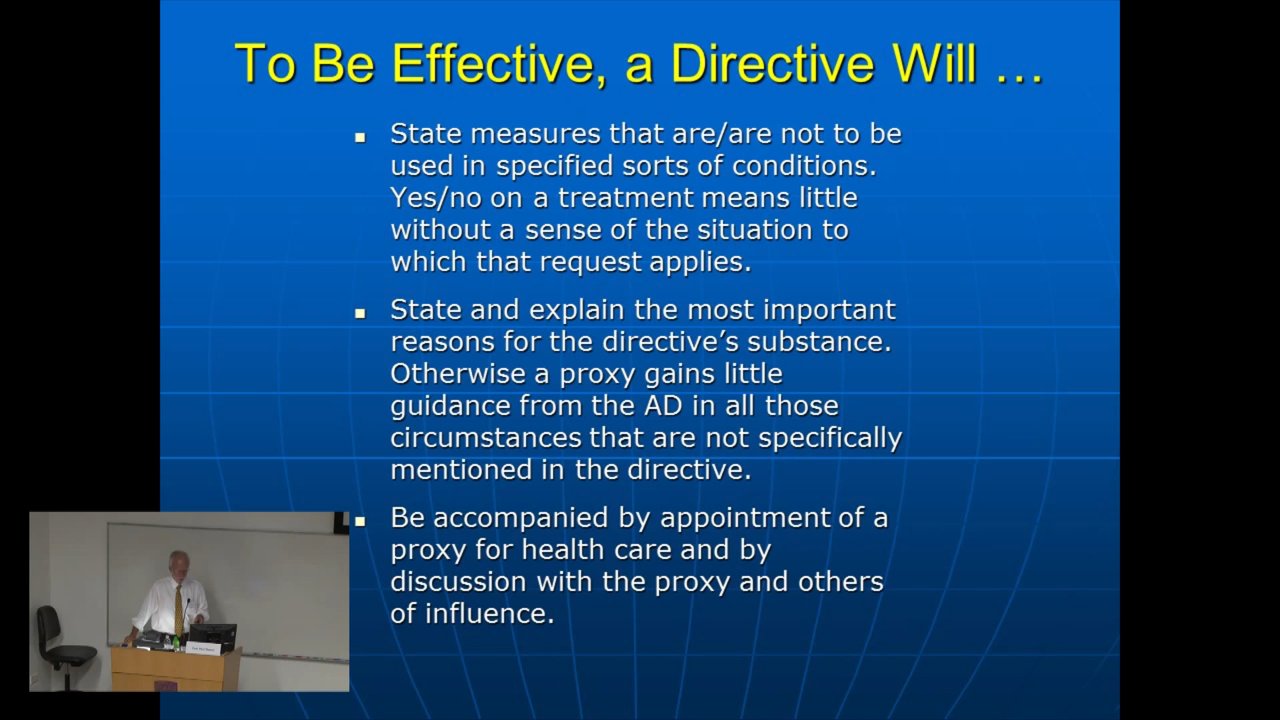 To Be Effective, a Directive Will …
State measures that are/are not to be
used in specified sorts of conditions.
Yes/no on a treatment means little
without a sense of the situation to
which that request applies.
State and explain the most important
reasons for the directive’s substance.
Otherwise a proxy gains little
guidance from the AD in all those
circumstances that are not specifically
mentioned in the directive.
Be accompanied by appointment of a
proxy for health care and by
discussion with the proxy and others
of influence.